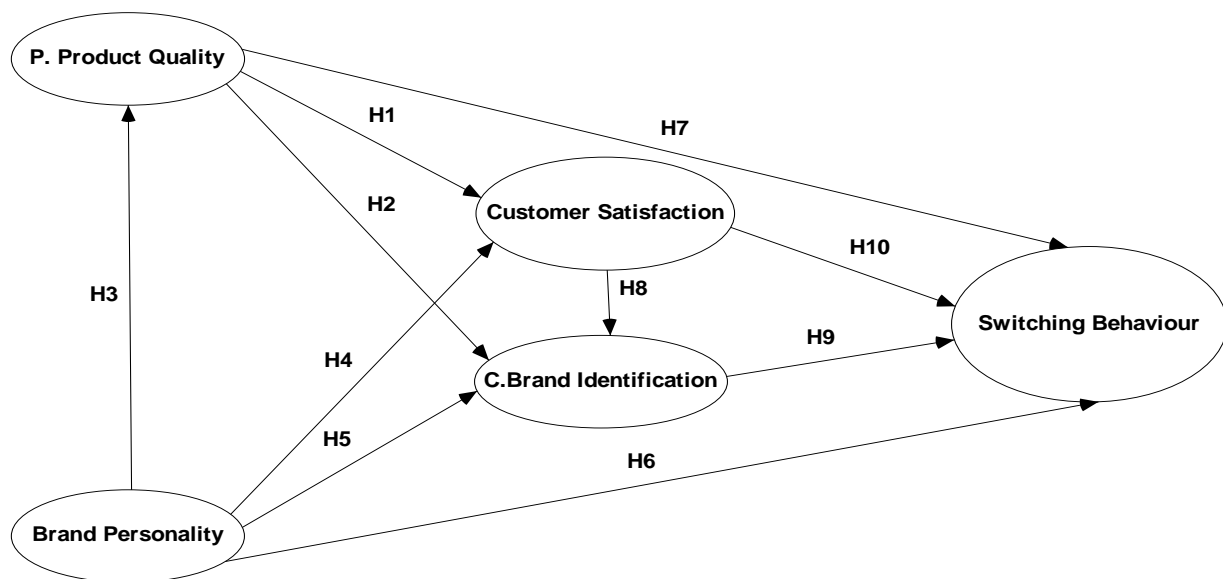 P. Product Quality
H1
H7
H2
Customer Satisfaction
H10
H3
H8
Switching Behaviour
H4
H9
C.Brand Identification
H5
H6
Brand Personality